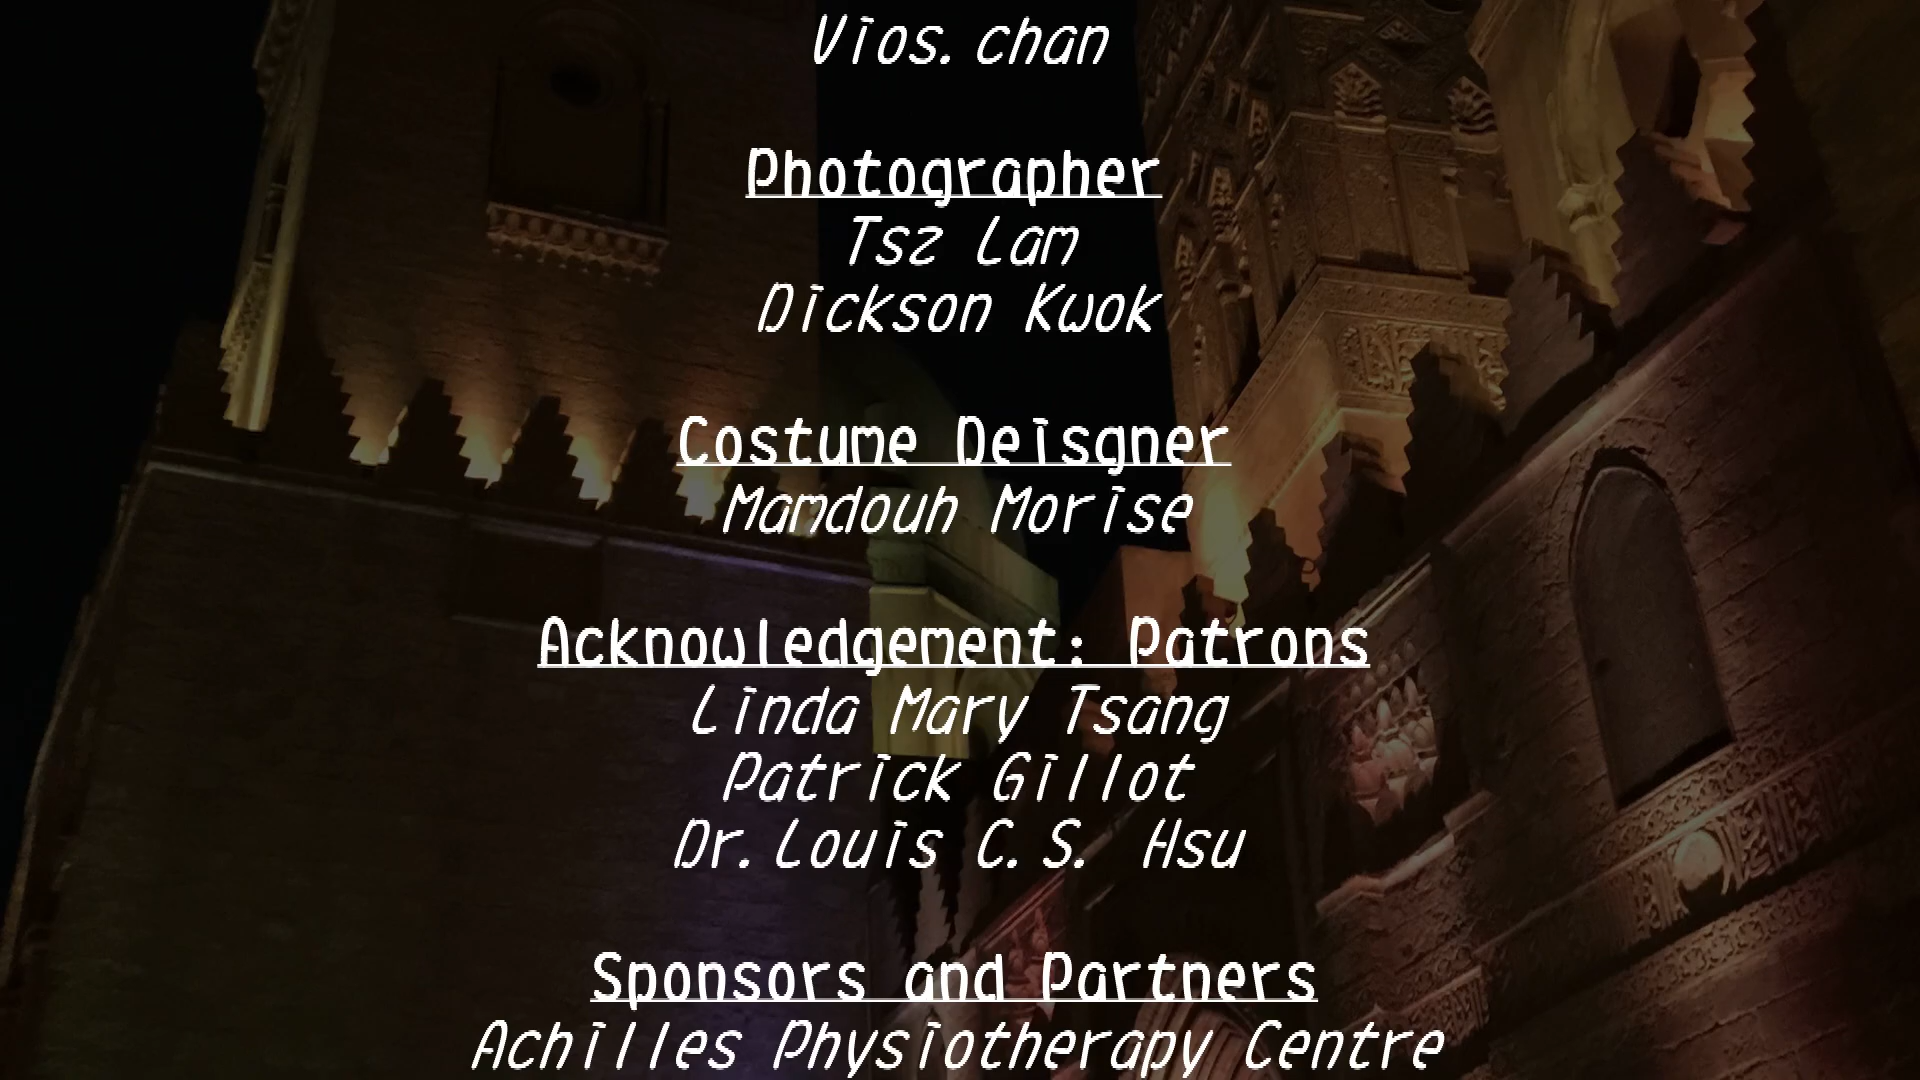 Vios. chan
Photographer
Tsz Lam
Dickson Kwok
Costume Deisgner
Mamdouh Morise
Acknowledgement: Patrons
Linda Mary Tsang
Patrick Gillot
Dr. Louis C. S. Hsu
Sponsors and Partners
Achilles Physiotherapy Centre